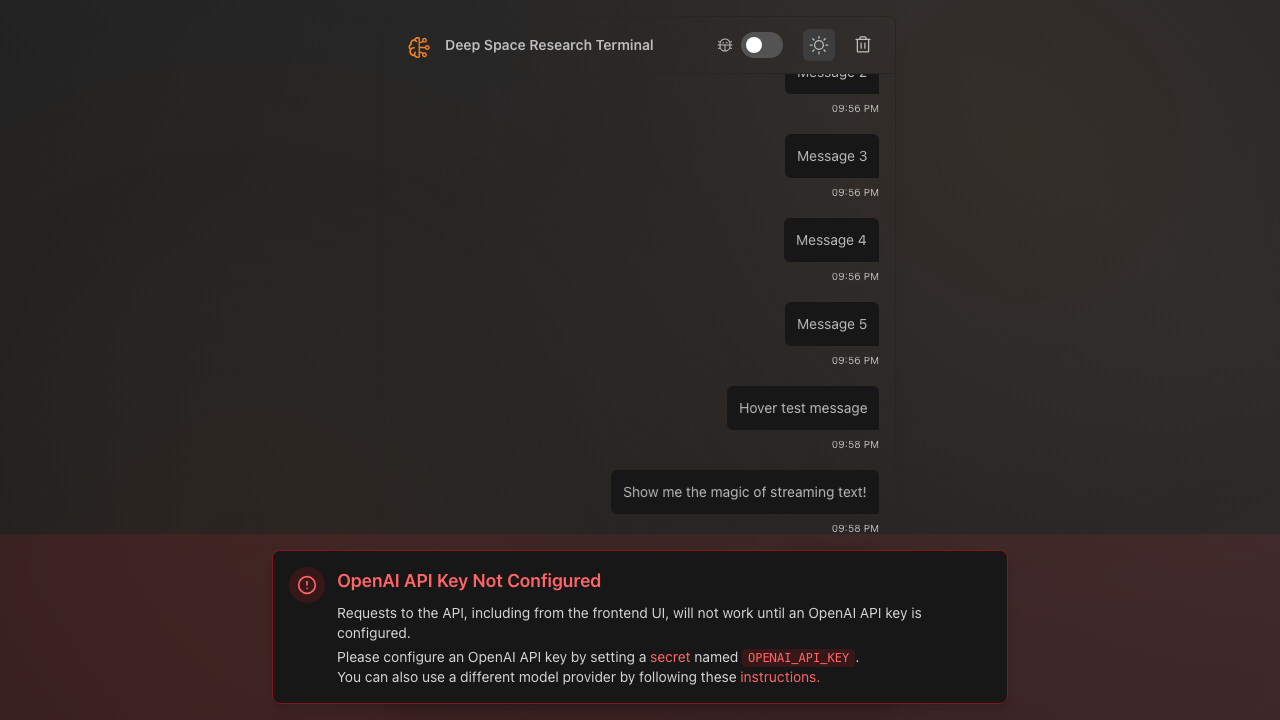 Deep Space Research Terminal
Message 2
09:56 PM
Message 3
09:56 PM
Message 4
09:56 PM
Message 5
09:56 PM
Hover test message
09:58 PM
Show me the magic of streaming text!
09:58 PM
OpenAI API Key Not Configured
Requests to the API, including from the frontend UI, will not work until an OpenAI API key is
configured.
Please configure an OpenAI API key by setting a secret named OPENAI_API_KEY.
You can also use a different model provider by following these instructions.